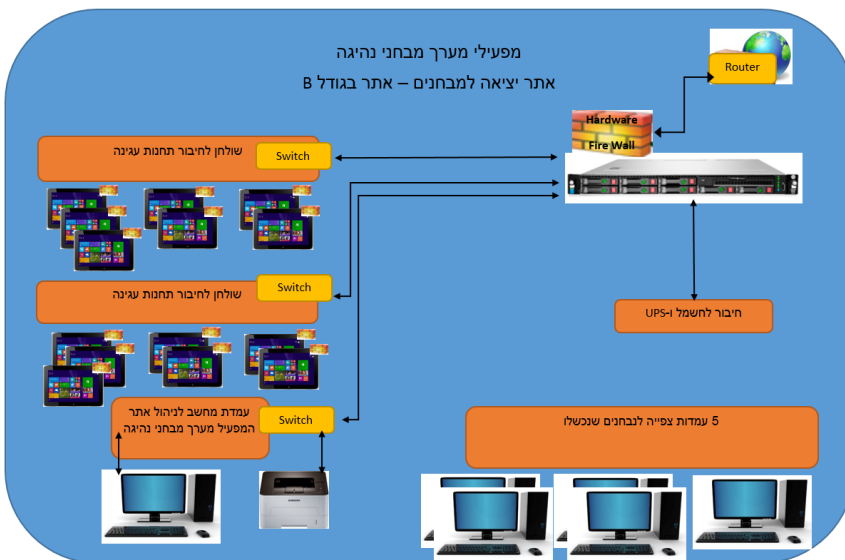 מפעילי מערך מבחני נהיגה
אתר יציאה למבחנים – אתר בגודל B
Router
Hardware
Fire Wall
שולחן לחיבור תחנות עגינה
Switch
שולחן לחיבור תחנות עגינה
Switch
חיבור לחשמל ו-UPS
עמדת מחשב לניהול אתר
המפעיל מערך מבחני נהיגה
Switch
5 עמדות צפייה לנבחנים שנכשלו